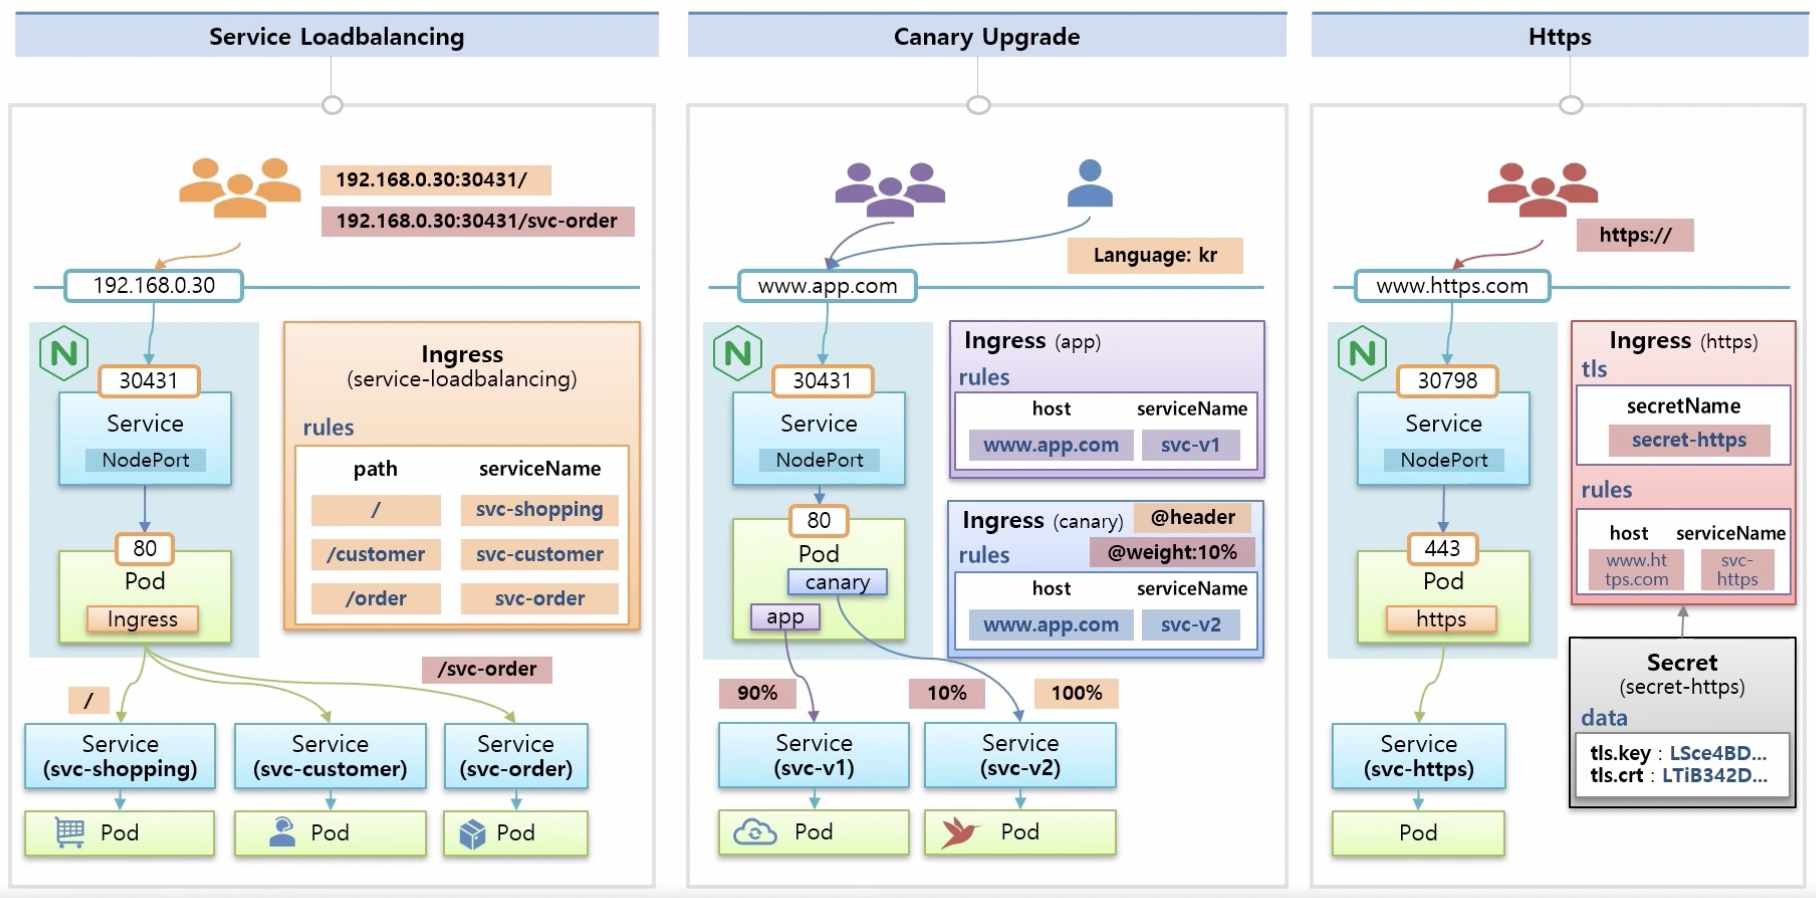 Service Loadbalancing
192.168.0.30:30431/
192.168.0.30:30431/svc-order
192.168.0.30
N
30431
Service
NodePort
80
Pod
Ingress
Ingress
(service-loadbalancing)
rules
path serviceName
/ svc-shopping
/customer svc-customer
/order svc-order
/
/svc-order
Service
(svc-shopping)
Service
(svc-customer)
Service
(svc-order)
Pod
Pod
Pod
Canary Upgrade
Language: kr
www.app.com
N
30431
Service
NodePort
80
Pod
canary
app
Ingress (app)
rules
host serviceName
www.app.com svc-v1
Ingress (canary) @header
rules @weight:10%
host serviceName
www.app.com svc-v2
90%
10%
100%
Service
(svc-v1)
Service
(svc-v2)
Pod
Pod
Https
https://
www.https.com
N
30798
Service
NodePort
443
Pod
https
Ingress (https)
tls
secretName
secret-https
rules
host serviceName
www.ht
tps.com
svc-
https
Secret
(secret-https)
data
tls.key : LSce4BD...
tls.crt : LTiB342D...
Service
(svc-https)
Pod